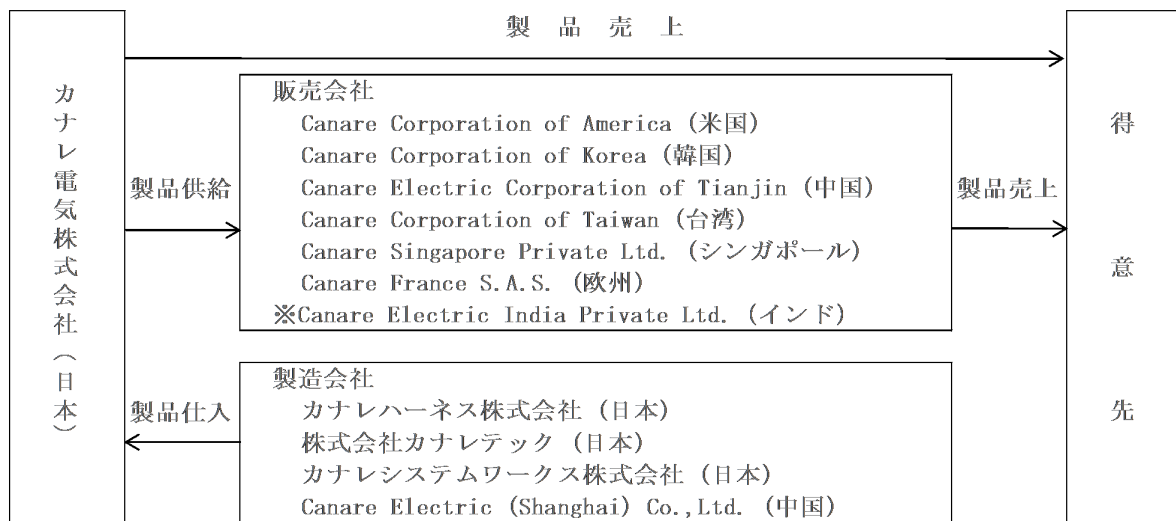 製品売上
カナレ電気株式会社（日本）
製品供給
販売会社
Canare Corporation of America (米国)
Canare Corporation of Korea (韓国)
Canare Electric Corporation of Tianjin (中国)
Canare Corporation of Taiwan (台湾)
Canare Singapore Private Ltd. (シンガポール)
Canare France S.A.S. (欧州)
※Canare Electric India Private Ltd. (インド)
製品売上
得意先
製品仕入
製造会社
カナレハーネス株式会社 (日本)
株式会社カナレテック (日本)
カナレシステムワークス株式会社 (日本)
Canare Electric (Shanghai) Co.,Ltd. (中国)